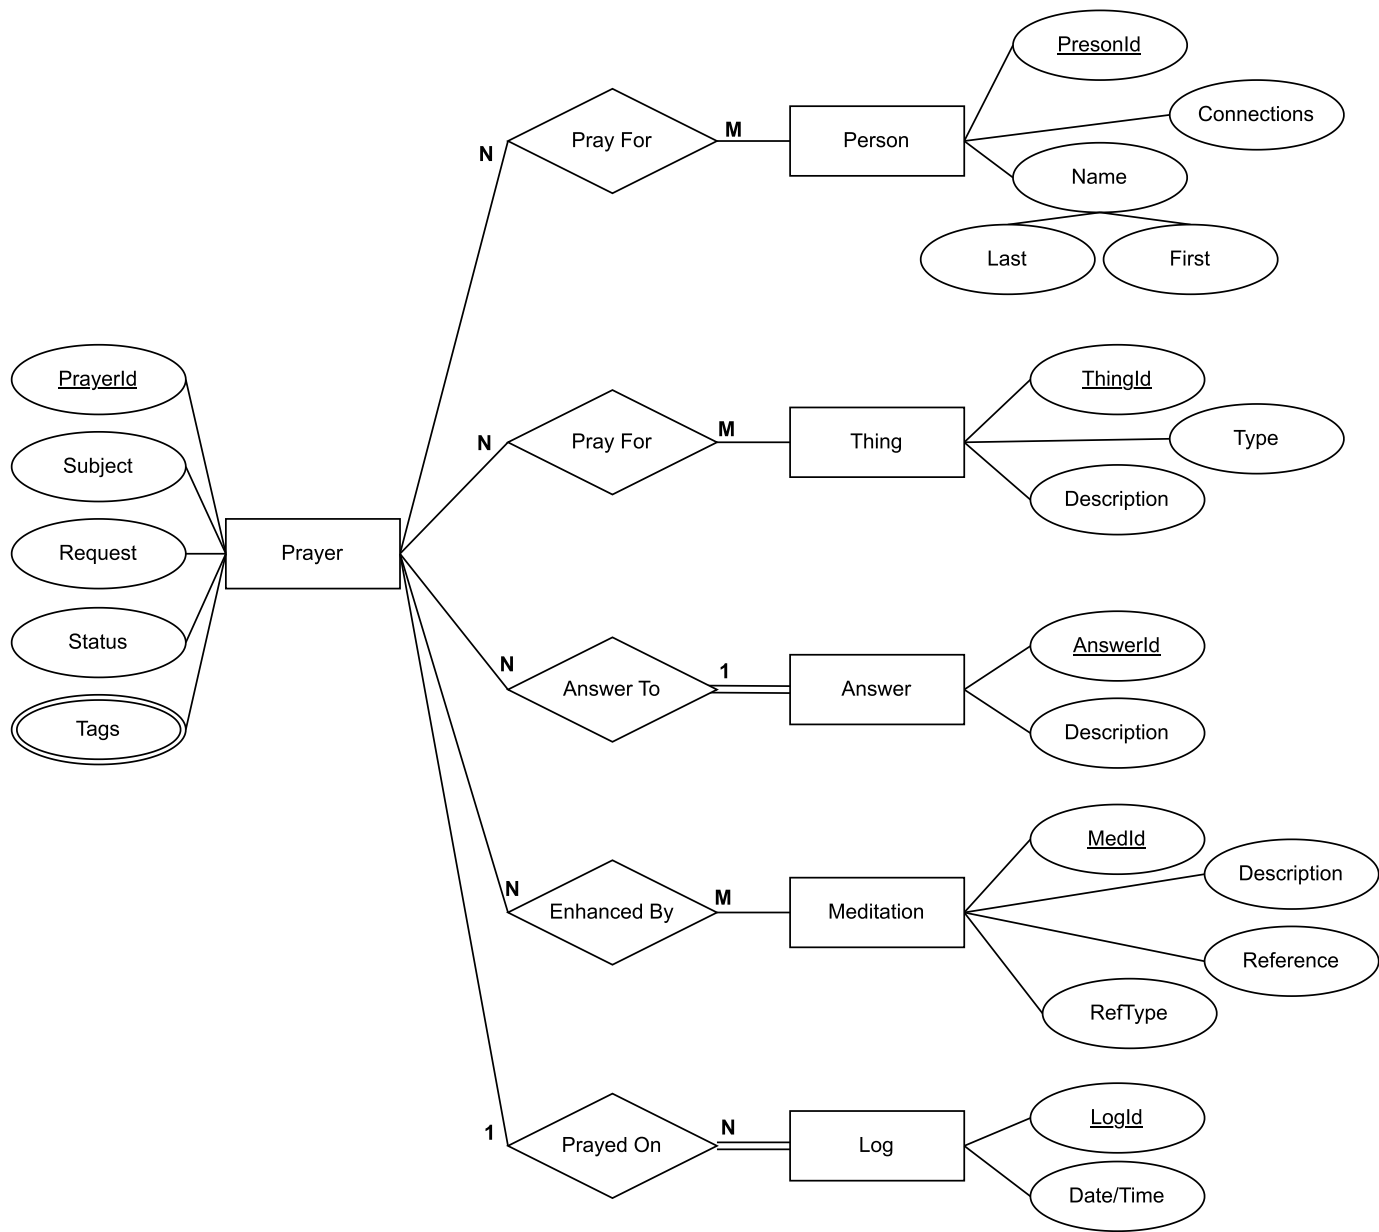 PresonId
Connections
Name
Last
First
Person
M
Pray For
N
ThingId
Type
Description
Thing
M
Pray For
N
PrayerId
Subject
Request
Status
Tags
Prayer
N
Answer To
1
Answer
AnswerId
Description
N
Enhanced By
M
Meditation
MedId
Description
Reference
RefType
1
Prayed On
N
Log
LogId
Date/Time